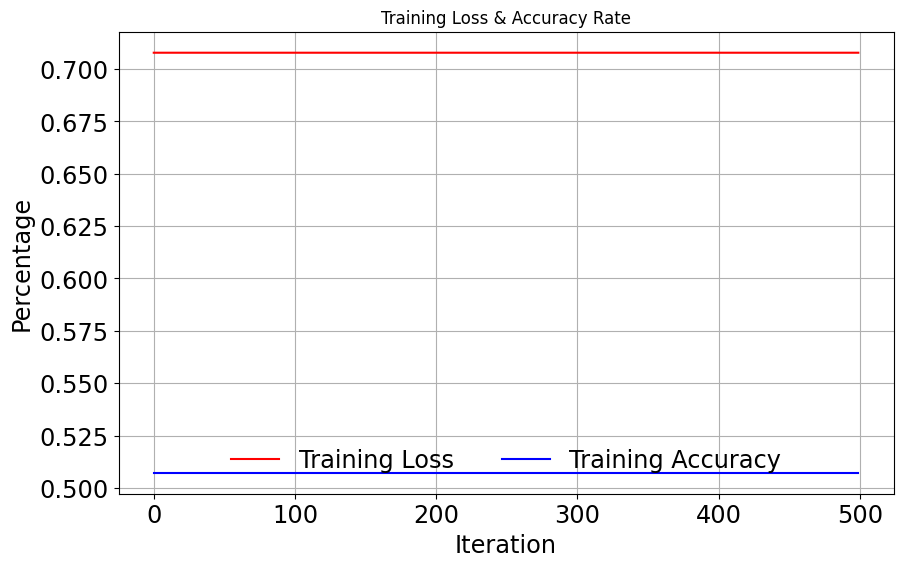 Training Loss & Accuracy Rate
Percentage
0.700
0.675
0.650
0.625
0.600
0.575
0.550
0.525
0.500
Training Loss
Training Accuracy
0 100 200 300 400 500
Iteration